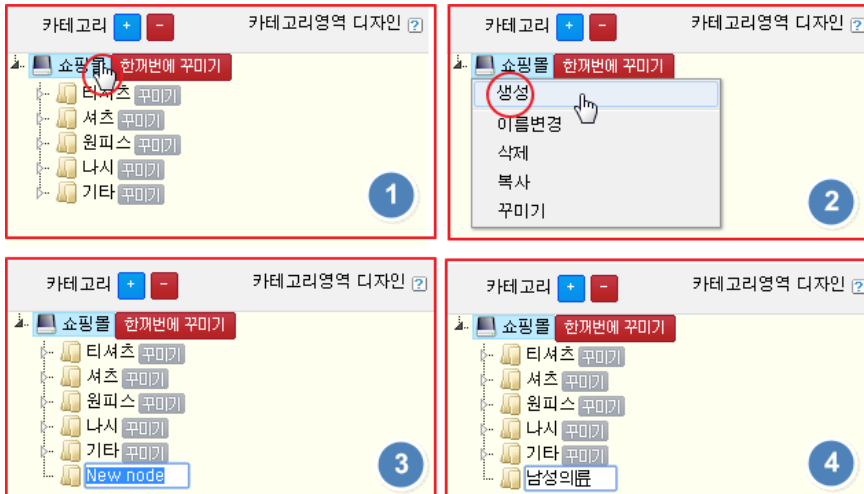 카테고리 + - 카테고리영역 디자인 ?
쇼핑몰 한꺼번에 꾸미기
티셔츠 꾸미기
셔츠 꾸미기
원피스 꾸미기
나시 꾸미기
기타 꾸미기
1
카테고리 + - 카테고리영역 디자인 ?
쇼핑몰 한꺼번에 꾸미기
생성
이름변경
삭제
복사
꾸미기
2
카테고리 + - 카테고리영역 디자인 ?
쇼핑몰 한꺼번에 꾸미기
티셔츠 꾸미기
셔츠 꾸미기
원피스 꾸미기
나시 꾸미기
기타 꾸미기
New node
3
카테고리 + - 카테고리영역 디자인 ?
쇼핑몰 한꺼번에 꾸미기
티셔츠 꾸미기
셔츠 꾸미기
원피스 꾸미기
나시 꾸미기
기타 꾸미기
남성의류
4